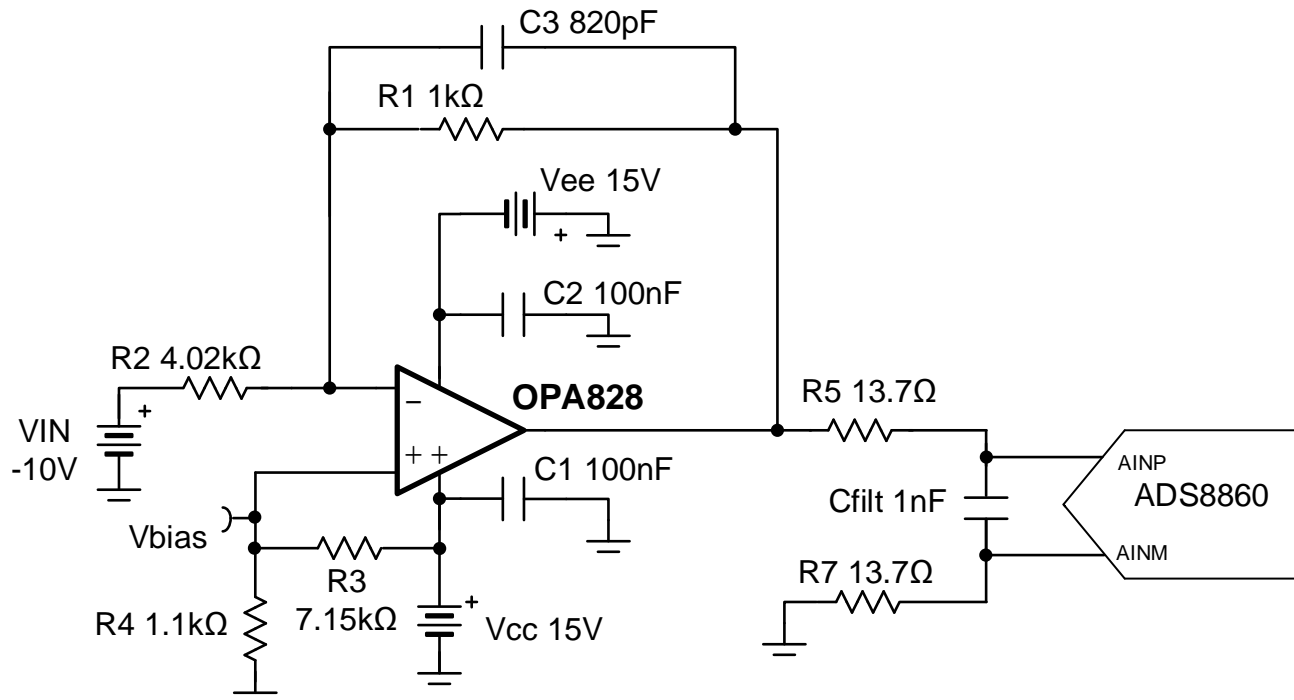 C3 820pF
R1 1kΩ
Vee 15V
+
C2 100nF
R2 4.02kΩ
OPA828
R5 13.7Ω
+
−
VIN
-10V
+ +
C1 100nF
AINP
ADS8860
Cfilt 1nF
Vbias
AINM
R3
7.15kΩ
R7 13.7Ω
+
R4 1.1kΩ
Vcc 15V